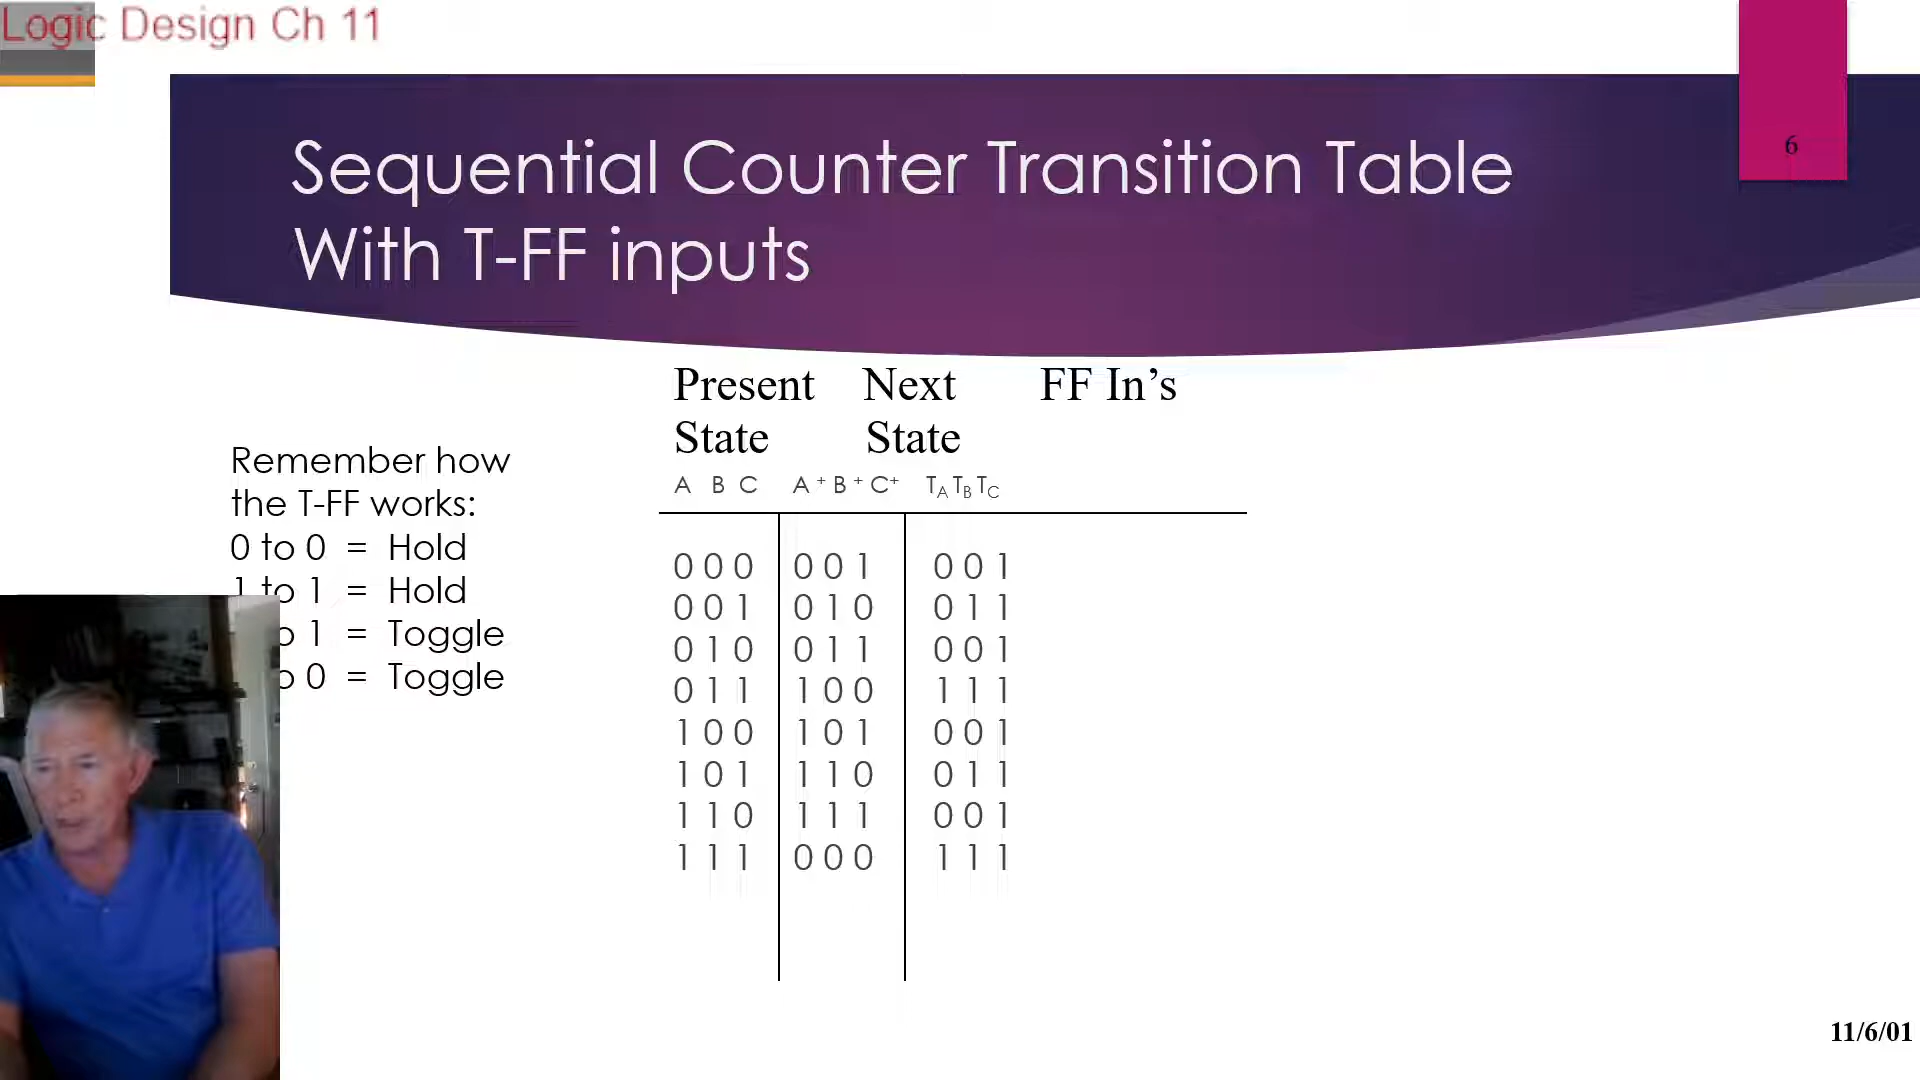 Logic Design Ch 11
6
Sequential Counter Transition Table
With T-FF inputs
Remember how
the T-FF works:
0 to 0 = Hold
1 to 1 = Hold
o 1 = Toggle
o 0 = Toggle
Present Next FF In’s
State State
A B C A⁺ B⁺ C⁺ TA TB TC
0 0 0 0 0 1 0 0 1
0 0 1 0 1 0 0 1 1
0 1 0 0 1 1 0 0 1
0 1 1 1 0 0 1 1 1
1 0 0 1 0 1 0 0 1
1 0 1 1 1 0 0 1 1
1 1 0 1 1 1 0 0 1
1 1 1 0 0 0 1 1 1
11/6/01